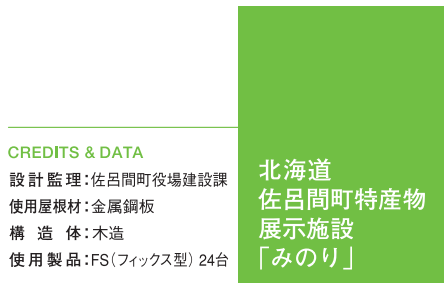 CREDITS & DATA
設計監理:佐呂間町役場建設課
使用屋根材:金属鋼板
構造体:木造
使用製品:FS(フィックス型) 24台
北海道
佐呂間町特産物
展示施設
「みのり」